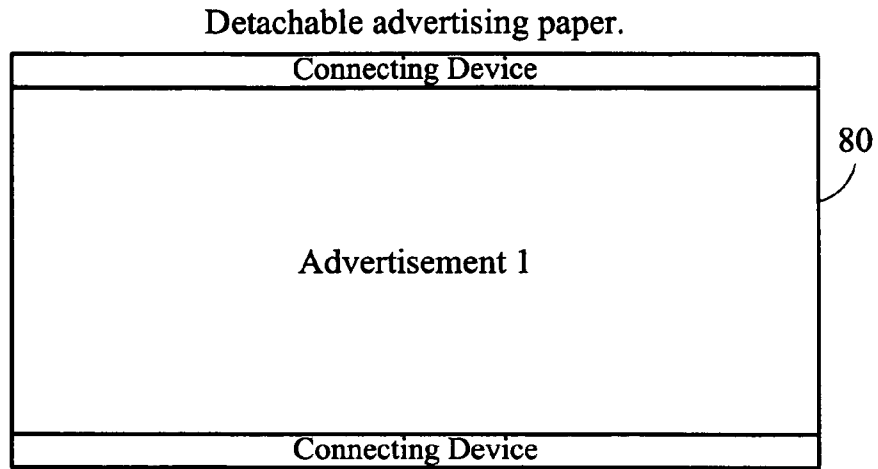 Detachable advertising paper.
Connecting Device
80
Advertisement 1
Connecting Device